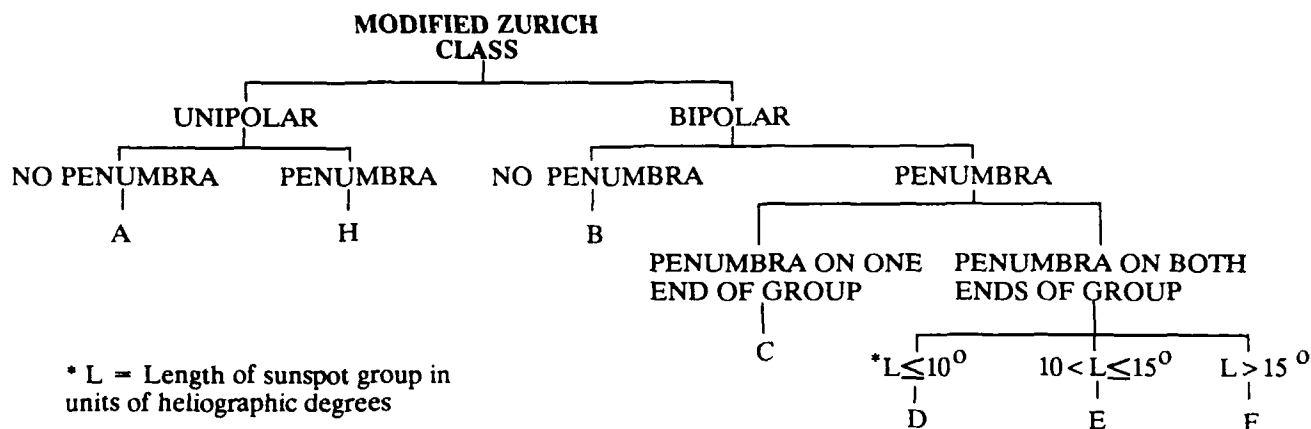 MODIFIED ZURICH
CLASS
UNIPOLAR
BIPOLAR
NO PENUMBRA
PENUMBRA
NO PENUMBRA
PENUMBRA
A
H
B
PENUMBRA ON ONE
END OF GROUP
PENUMBRA ON BOTH
ENDS OF GROUP
C
*L≤10°
10<L≤15°
L>15°
D
E
F
* L = Length of sunspot group in
units of heliographic degrees